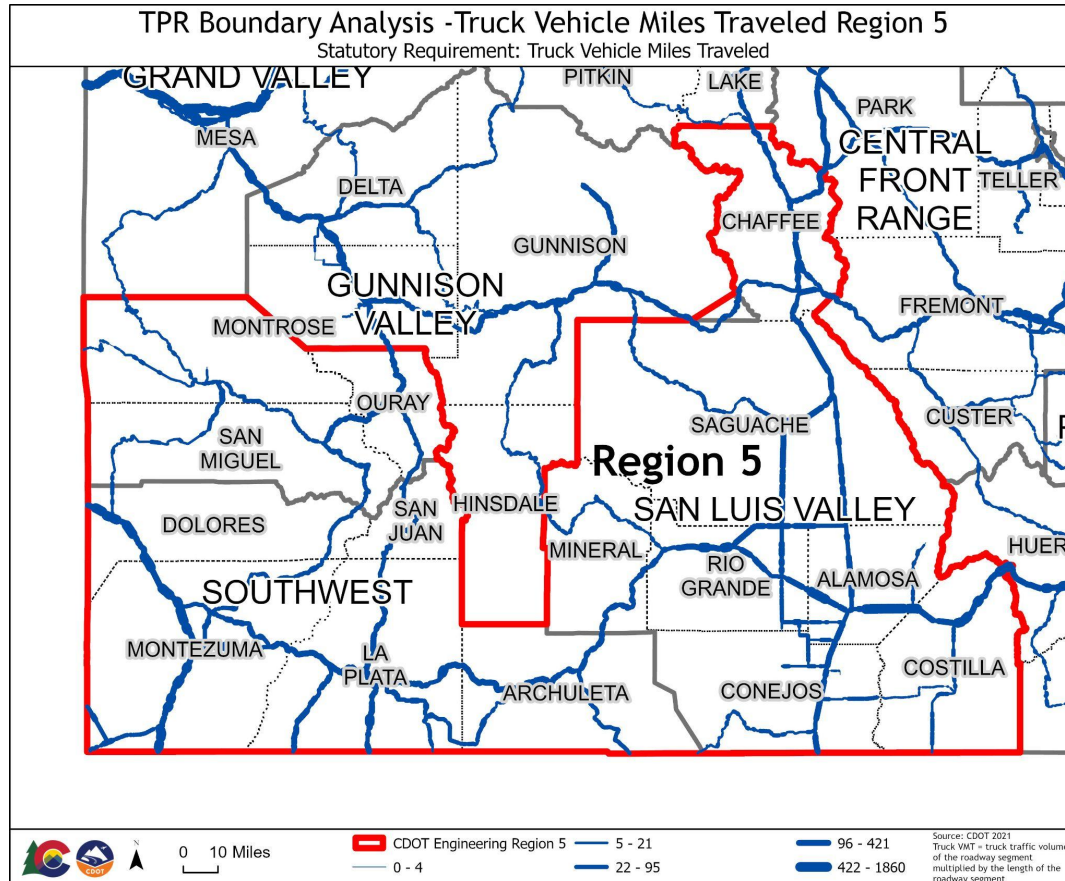 TPR Boundary Analysis -Truck Vehicle Miles Traveled Region 5
Statutory Requirement: Truck Vehicle Miles Traveled
GRAND VALLEY
PITKIN
LAKE
PARK
MESA
CENTRAL
FRONT
RANGE
TELLER
DELTA
CHAFFEE
GUNNISON
GUNNISON
VALLEY
FREMONT
MONTROSE
OURAY
SAGUACHE
CUSTER
SAN
MIGUEL
Region 5
HINSDALE
SAN LUIS VALLEY
DOLORES
SAN
JUAN
MINERAL
HUER
RIO
GRANDE
ALAMOSA
SOUTHWEST
MONTEZUMA
LA
PLATA
ARCHULETA
CONEJOS
COSTILLA
C
CDOT
N
0 10 Miles
CDOT Engineering Region 5
0 - 4
5 - 21
22 - 95
96 - 421
422 - 1860
Source: CDOT 2021
Truck VMT = truck traffic volume
of the roadway segment
multiplied by the length of the
roadway segment